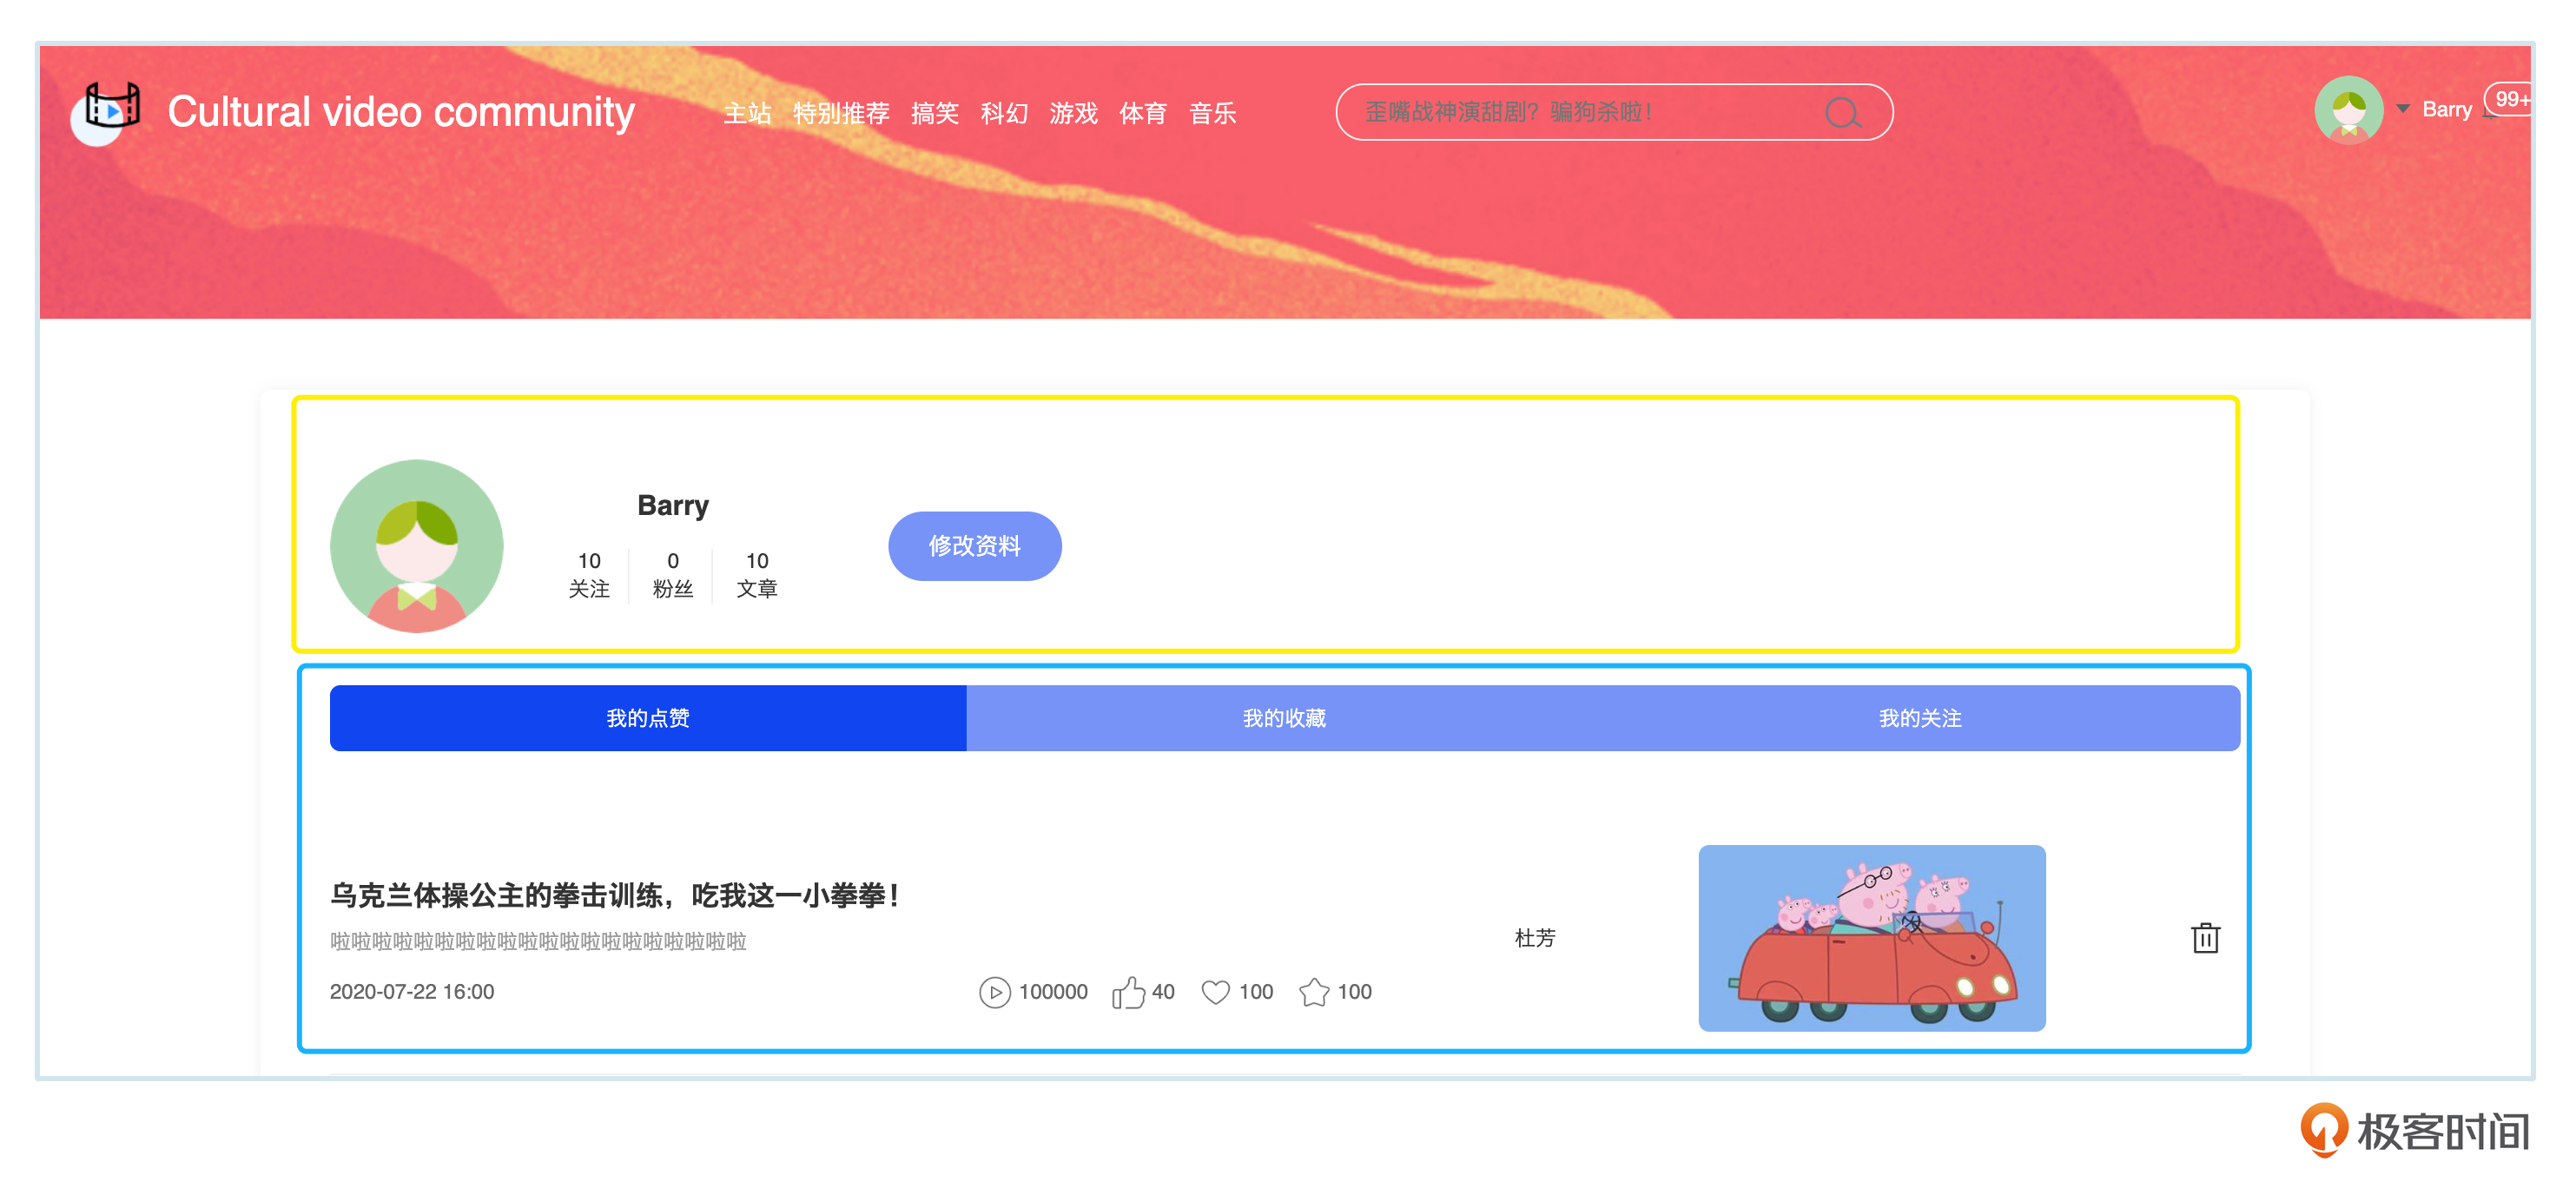 Cultural video community 主站 特别推荐 搞笑 科幻 游戏 体育 音乐 歪嘴战神演甜剧？骗狗杀啦！ Barry 99+
Barry
10 0 10
关注 粉丝 文章
修改资料
我的点赞 我的收藏 我的关注
乌克兰体操公主的拳击训练，吃我这一小拳拳！
啦啦啦啦啦啦啦啦啦啦啦啦啦啦啦啦啦啦啦啦
杜芳
2020-07-22 16:00 100000 40 100 100
极客时间